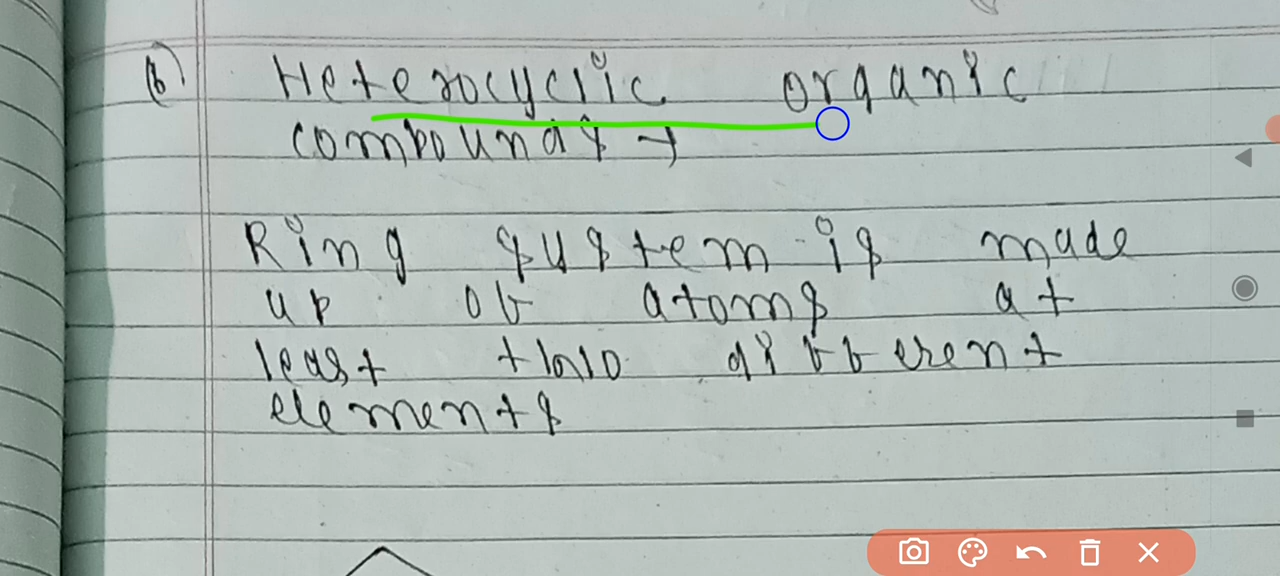 (b) Heterocyclic organic
compounds →
Ring system is made
up of atoms at
least two different
elements